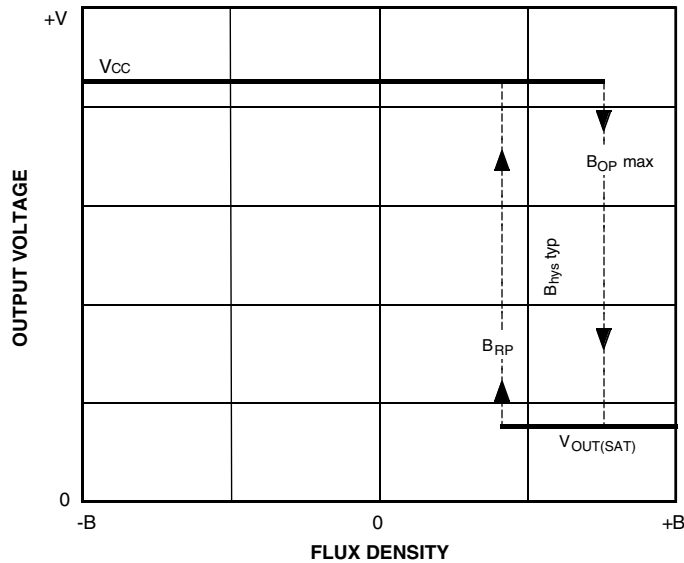 +V
VCC
BOP max
Bhys typ
OUTPUT VOLTAGE
BRP
VOUT(SAT)
0
-B
0
+B
FLUX DENSITY